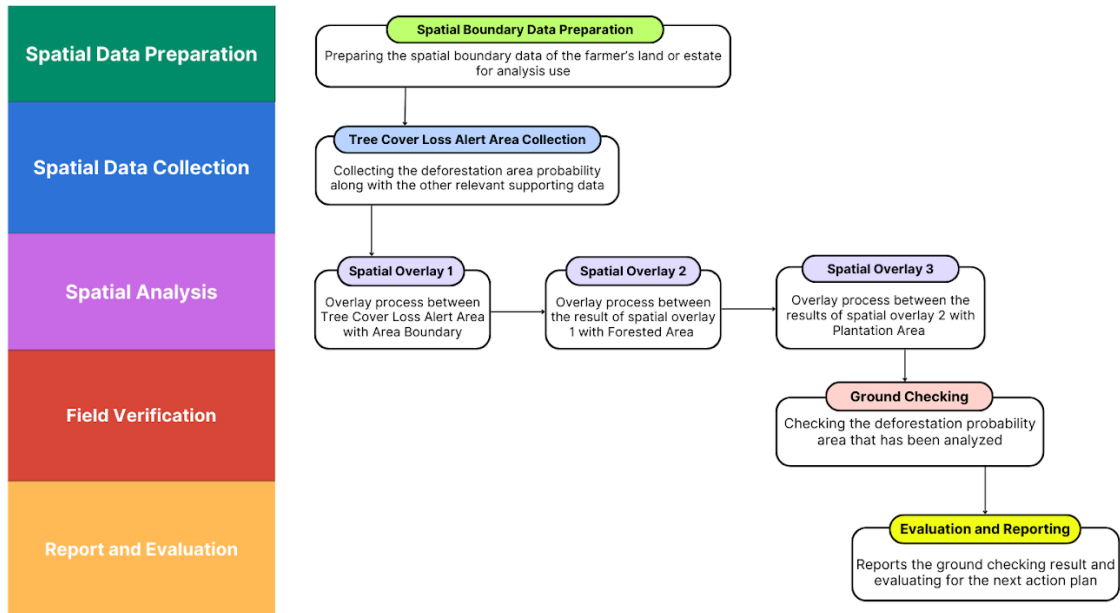 Spatial Data Preparation
Spatial Boundary Data Preparation
Preparing the spatial boundary data of the farmer's land or estate
for analysis use
Spatial Data Collection
Tree Cover Loss Alert Area Collection
Collecting the deforestation area probability
along with the other relevant supporting data
Spatial Analysis
Spatial Overlay 1
Overlay process between
Tree Cover Loss Alert Area
with Area Boundary
Spatial Overlay 2
Overlay process between
the result of spatial overlay
1 with Forested Area
Spatial Overlay 3
Overlay process between the
results of spatial overlay 2 with
Plantation Area
Field Verification
Ground Checking
Checking the deforestation probability
area that has been analyzed
Report and Evaluation
Evaluation and Reporting
Reports the ground checking result and
evaluating for the next action plan